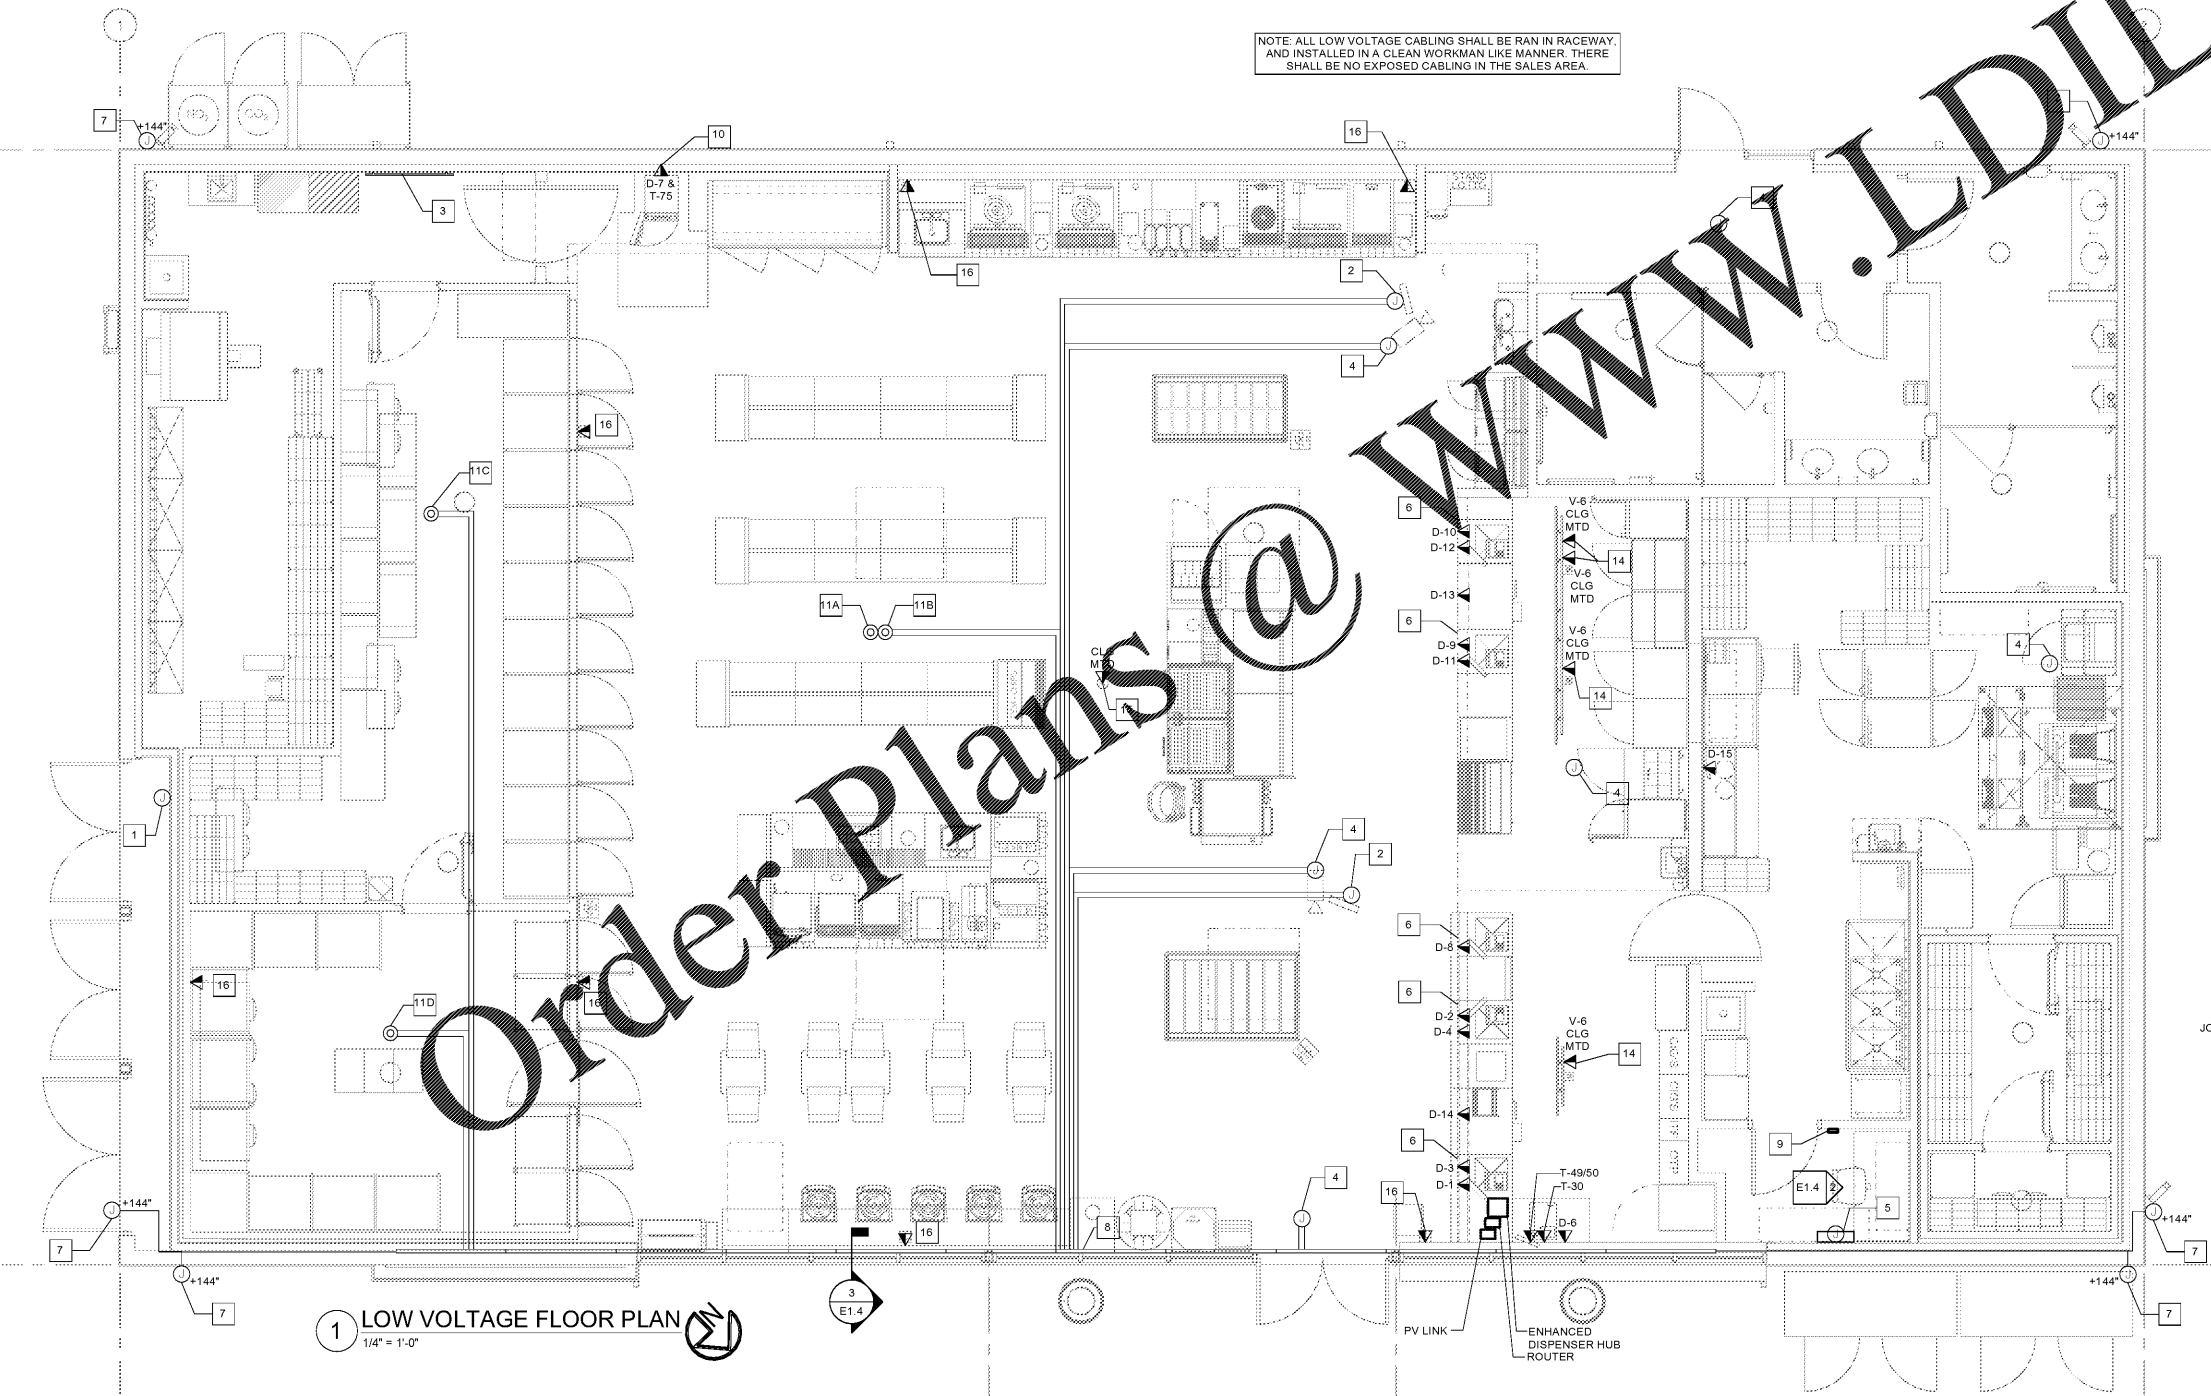 1
NOTE: ALL LOW VOLTAGE CABLING SHALL BE RAN IN RACEWAY,
AND INSTALLED IN A CLEAN WORKMAN LIKE MANNER. THERE
SHALL BE NO EXPOSED CABLING IN THE SALES AREA.
CO2
7
+144"
J
10
16
+144"
J
D-7 &
T-75
3
STAND
LOTTO
16
2
J
4
J
16
11C
6
V-6
CLG
MTD
D-10
D-12
14
V-6
CLG
MTD
D-13
11A
11B
6
V-6
CLG
MTD
D-9
D-11
4
J
CLG
MTD
14
D-15
J
4
J
1
4
J
2
J
6
D-8
16
16
6
D-2
D-4
V-6
CLG
MTD
14
11D
D-14
9
6
D-3
D-1
T-49/50
T-30
4
16
E1.4
2
5
J
+144"
J
7
16
8
J
D-6
J
J
+144"
7
J
+144"
7
3
E1.4
+144"
J
7
1
LOW VOLTAGE FLOOR PLAN
1/4" = 1'-0"
N
PV LINK
ENHANCED
DISPENSER HUB
ROUTER
Order Plans @ www.LDI